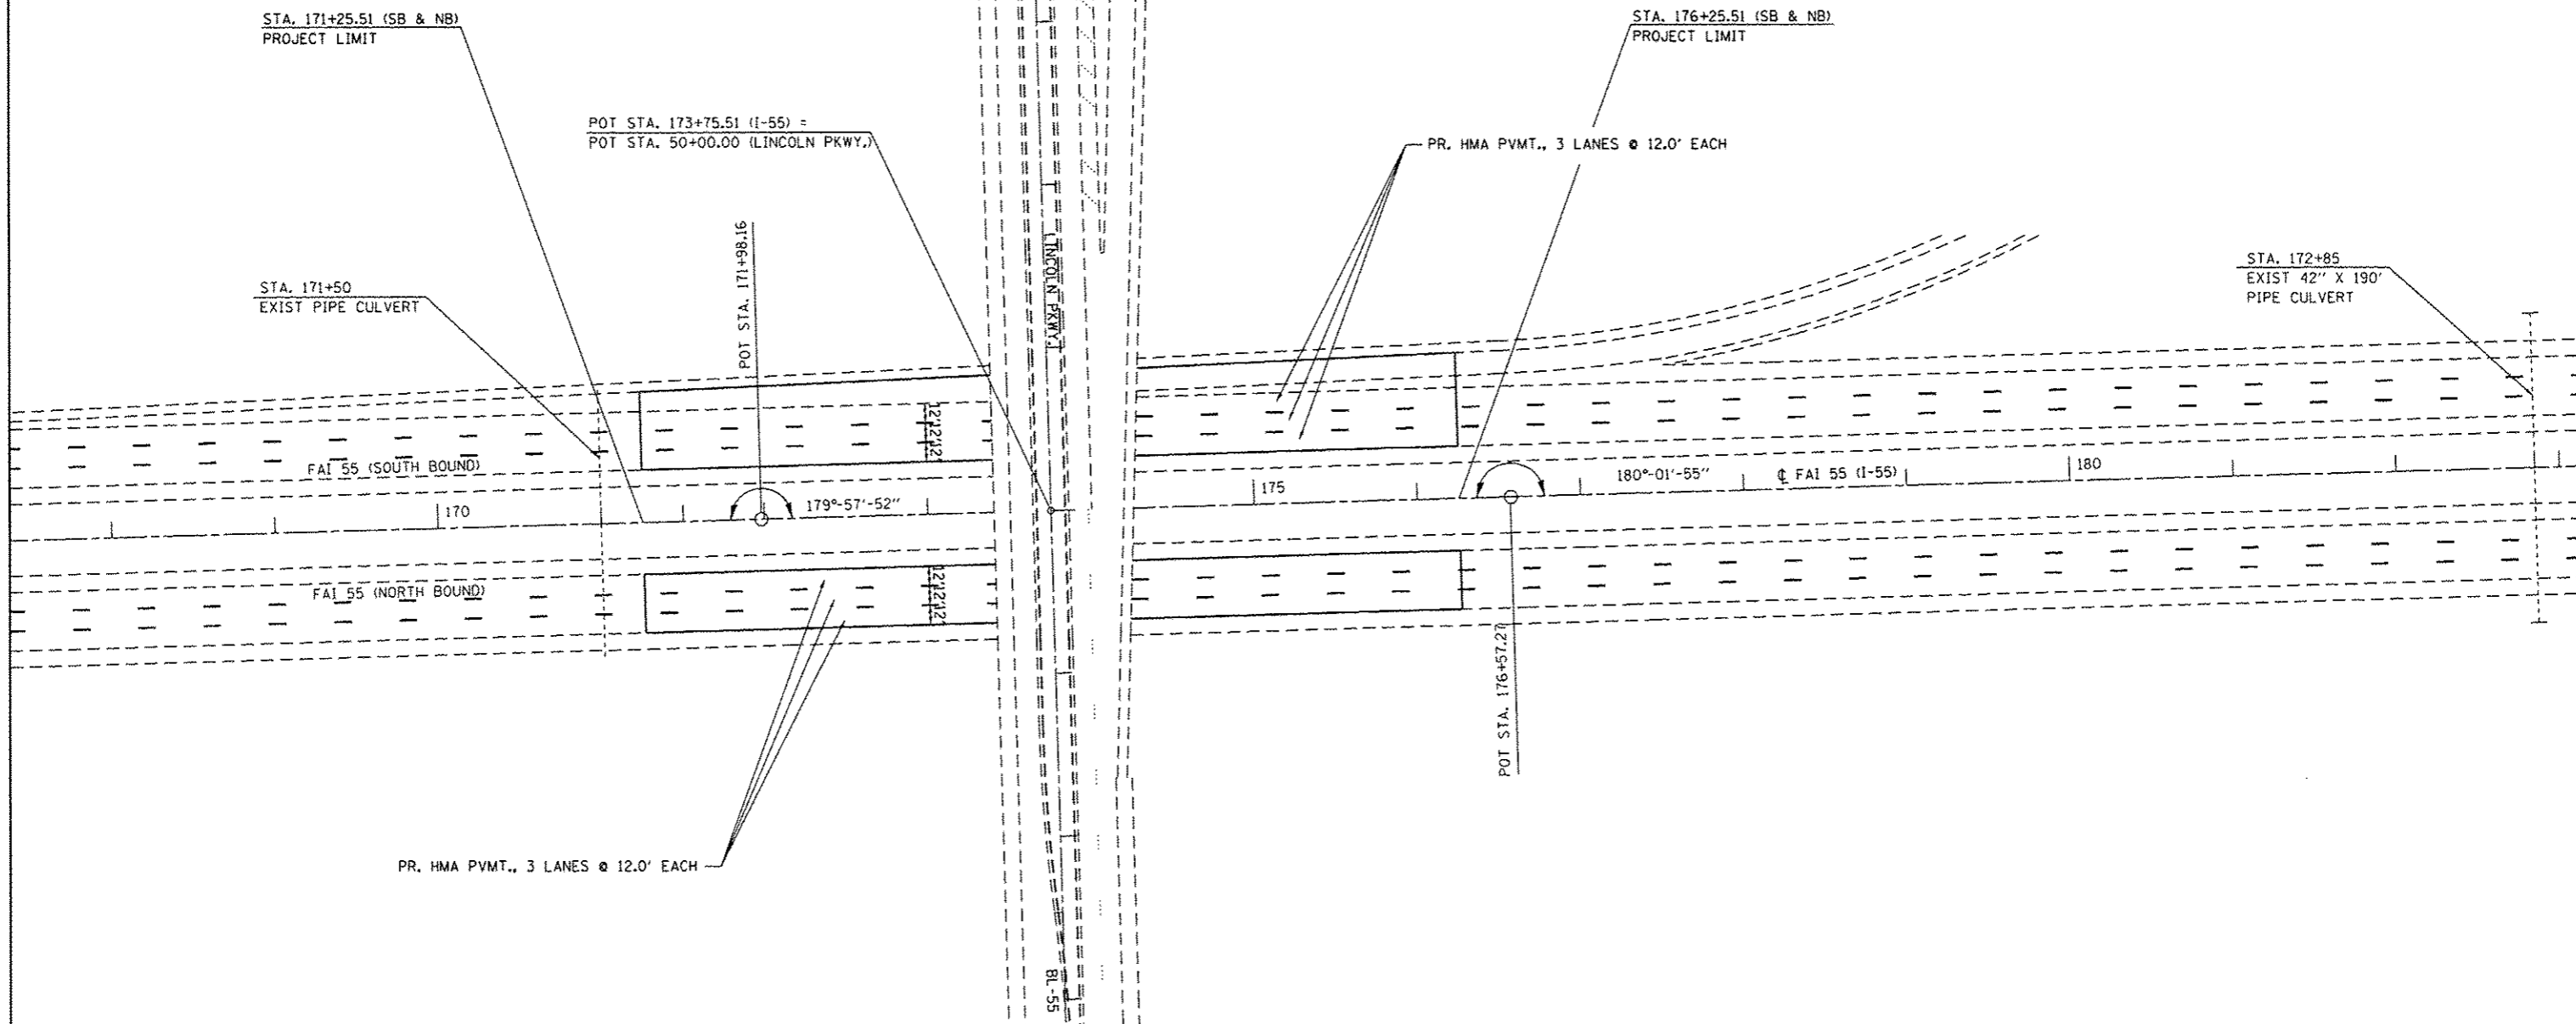 STA. 171+25.51 (SB & NB)
PROJECT LIMIT
STA. 176+25.51 (SB & NB)
PROJECT LIMIT
POT STA. 173+75.51 (I-55) =
POT STA. 50+00.00 (LINCOLN PKWY.)
PR. HMA PVMT., 3 LANES @ 12.0' EACH
POT STA. 171+98.16
LINCOLN PKWY.
STA. 171+50
EXIST PIPE CULVERT
STA. 172+85
EXIST 42" X 190'
PIPE CULVERT
12'12'12'
FAI 55 (SOUTH BOUND)
170
179°-57'-52"
175
180°-01'-55"
℄ FAI 55 (I-55)
180
FAI 55 (NORTH BOUND)
12'12'12'
POT STA. 176+57.27
PR. HMA PVMT., 3 LANES @ 12.0' EACH
BL-55